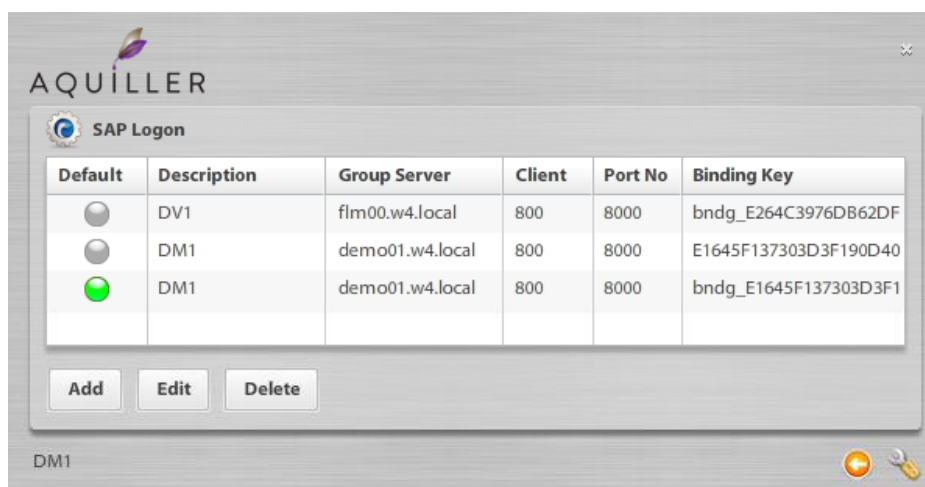 AQUILLER
SAP Logon
Default Description Group Server Client Port No Binding Key
DV1 flm00.w4.local 800 8000 bndg_E264C3976DB62DF
DM1 demo01.w4.local 800 8000 E1645F137303D3F190D40
DM1 demo01.w4.local 800 8000 bndg_E1645F137303D3F1
Add Edit Delete
DM1